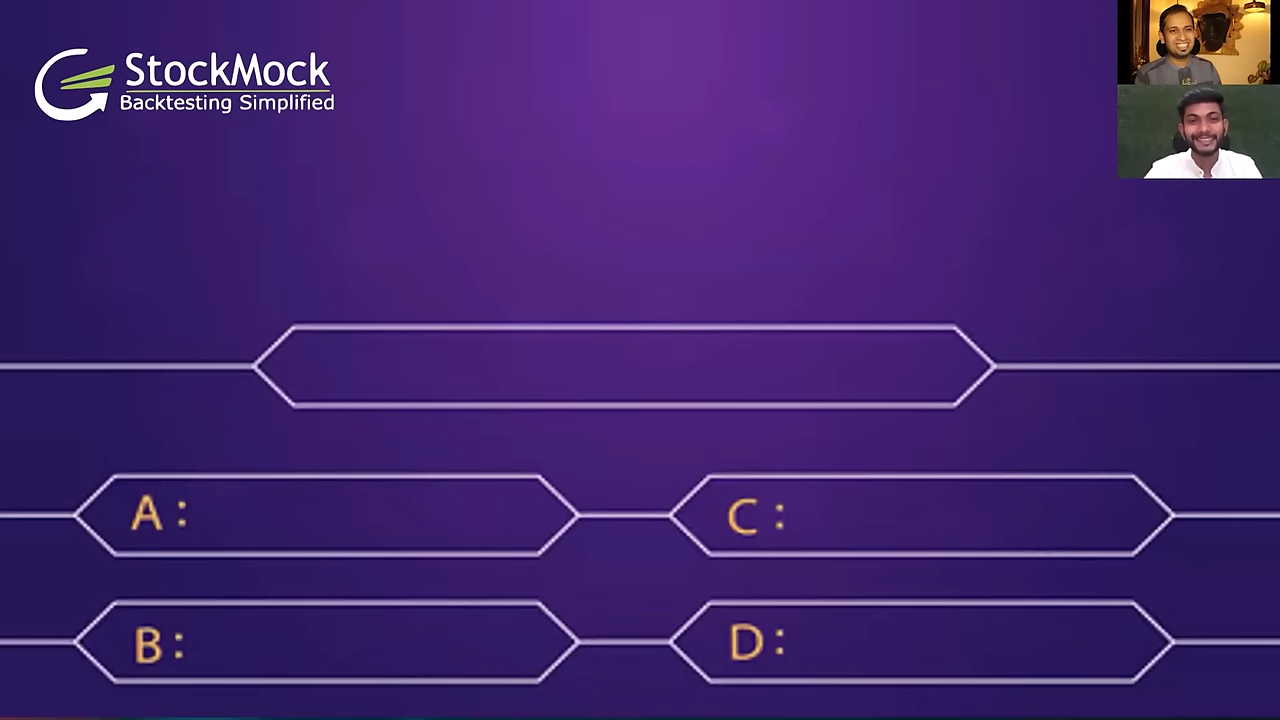 StockMock
Backtesting Simplified
A :
C :
B :
D :